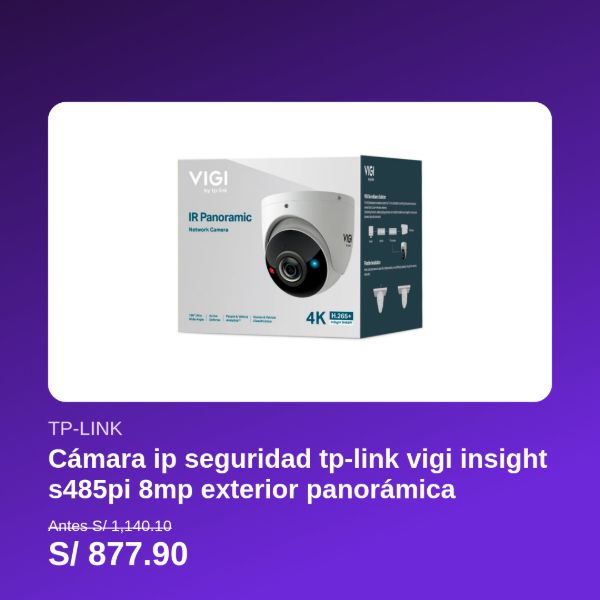 VIGI
by tp-link
IR Panoramic
Network Camera
VIGI
4K
H.265+
VIGI
TP-LINK
Cámara ip seguridad tp-link vigi insight
s485pi 8mp exterior panorámica
Antes S/ 1,140.10
S/ 877.90